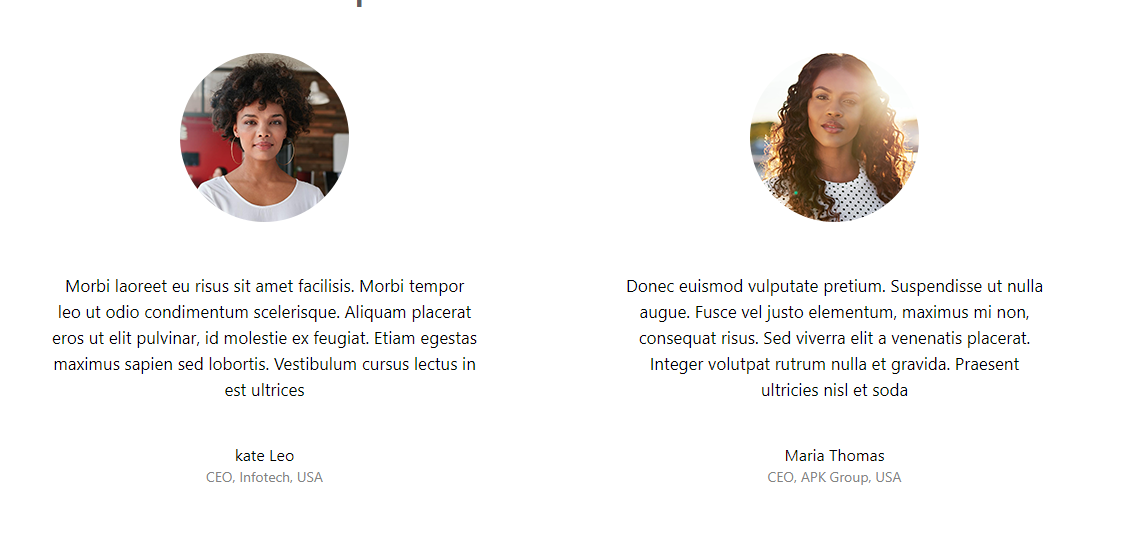 Morbi laoreet eu risus sit amet facilisis. Morbi tempor
leo ut odio condimentum scelerisque. Aliquam placerat
eros ut elit pulvinar, id molestie ex feugiat. Etiam egestas
maximus sapien sed lobortis. Vestibulum cursus lectus in
est ultrices
kate Leo
CEO, Infotech, USA
Donec euismod vulputate pretium. Suspendisse ut nulla
augue. Fusce vel justo elementum, maximus mi non,
consequat risus. Sed viverra elit a venenatis placerat.
Integer volutpat rutrum nulla et gravida. Praesent
ultricies nisl et soda
Maria Thomas
CEO, APK Group, USA